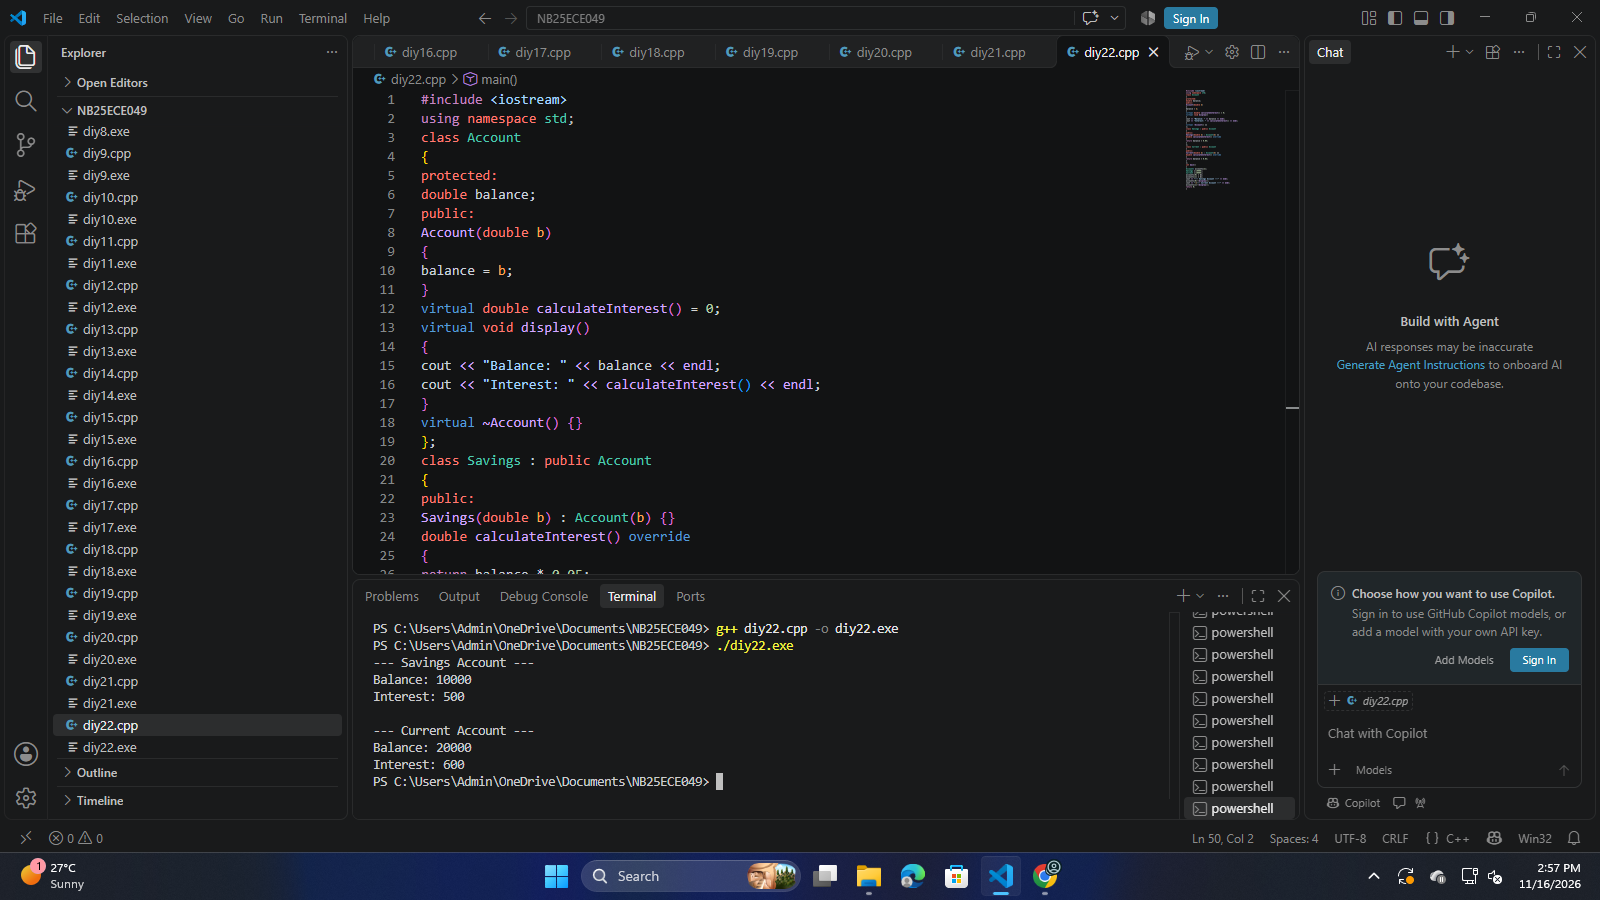 File Edit Selection View Go Run Terminal Help
NB25ECE049
Sign In
Explorer
Open Editors
NB25ECE049
diy8.exe
diy9.cpp
diy9.exe
diy10.cpp
diy10.exe
diy11.cpp
diy11.exe
diy12.cpp
diy12.exe
diy13.cpp
diy13.exe
diy14.cpp
diy14.exe
diy15.cpp
diy15.exe
diy16.cpp
diy16.exe
diy17.cpp
diy17.exe
diy18.cpp
diy18.exe
diy19.cpp
diy19.exe
diy20.cpp
diy20.exe
diy21.cpp
diy21.exe
diy22.cpp
diy22.exe
Outline
Timeline
diy16.cpp diy17.cpp diy18.cpp diy19.cpp diy20.cpp diy21.cpp diy22.cpp
diy22.cpp > main()
1 #include <iostream>
2 using namespace std;
3 class Account
4 {
5 protected:
6 double balance;
7 public:
8 Account(double b)
9 {
10 balance = b;
11 }
12 virtual double calculateInterest() = 0;
13 virtual void display()
14 {
15 cout << "Balance: " << balance << endl;
16 cout << "Interest: " << calculateInterest() << endl;
17 }
18 virtual ~Account() {}
19 };
20 class Savings : public Account
21 {
22 public:
23 Savings(double b) : Account(b) {}
24 double calculateInterest() override
25 {
26 return balance * 0.05;
Problems Output Debug Console Terminal Ports
PS C:\Users\Admin\OneDrive\Documents\NB25ECE049> g++ diy22.cpp -o diy22.exe
PS C:\Users\Admin\OneDrive\Documents\NB25ECE049> ./diy22.exe
--- Savings Account ---
Balance: 10000
Interest: 500
--- Current Account ---
Balance: 20000
Interest: 600
PS C:\Users\Admin\OneDrive\Documents\NB25ECE049>
powershell
powershell
powershell
powershell
powershell
powershell
powershell
powershell
powershell
powershell
Chat
Build with Agent
AI responses may be inaccurate
Generate Agent Instructions to onboard AI
onto your codebase.
Choose how you want to use Copilot.
Sign in to use GitHub Copilot models, or
add a model with your own API key.
Add Models Sign In
diy22.cpp
Chat with Copilot
Models
Copilot
0 0
Ln 50, Col 2 Spaces: 4 UTF-8 CRLF { } C++ Win32
1
27°C
Sunny
Search
2:57 PM
11/16/2026